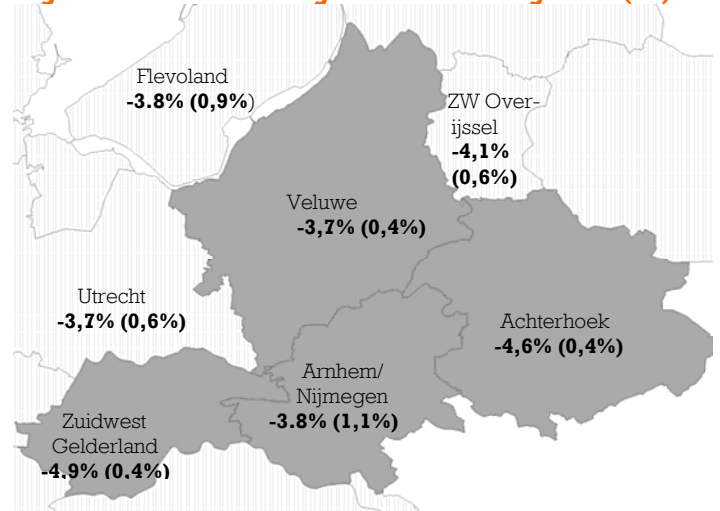 Flevoland
-3.8% (0,9%)
ZW Over-
ijssel
-4,1%
(0,6%)
Veluwe
-3,7% (0,4%)
Utrecht
-3,7% (0,6%)
Achterhoek
-4,6% (0,4%)
Arnhem/
Nijmegen
-3.8% (1,1%)
Zuidwest
Gelderland
-4,9% (0,4%)